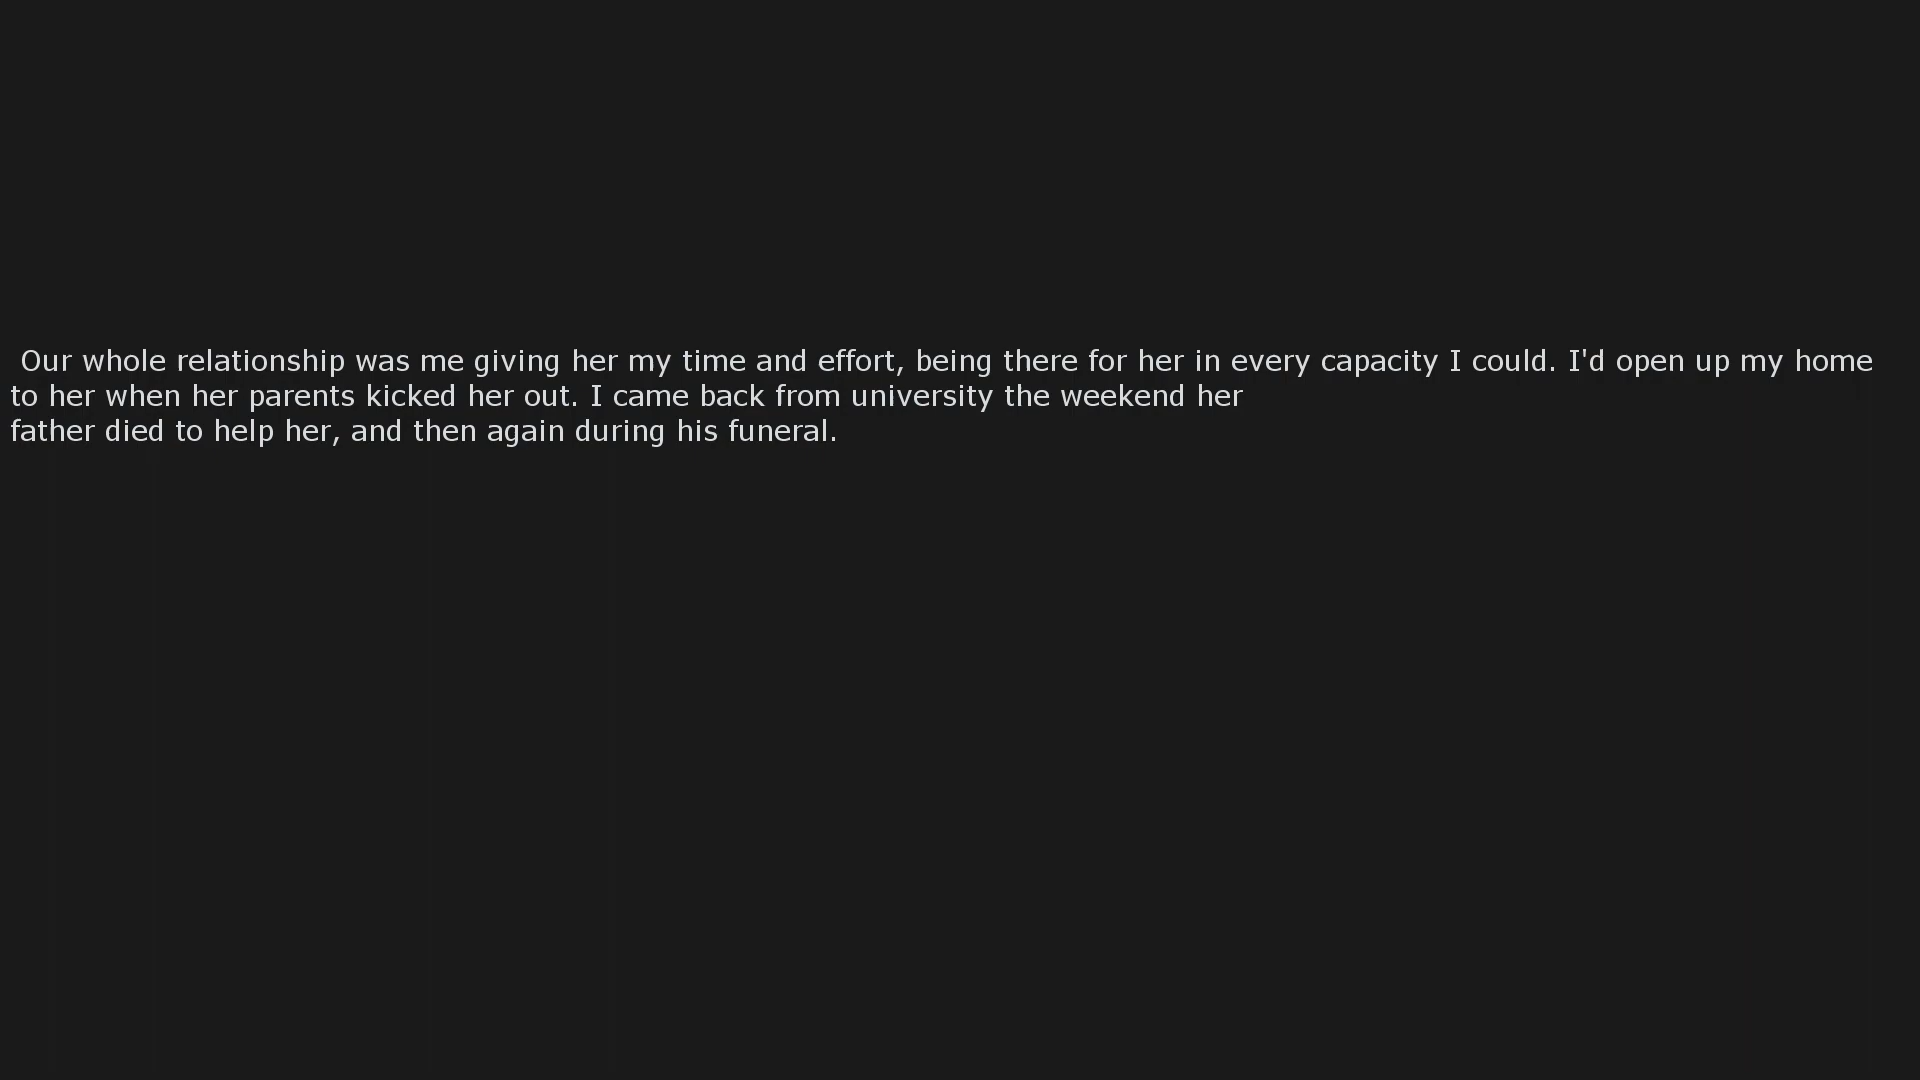 Our whole relationship was me giving her my time and effort, being there for her in every capacity I could. I'd open up my home
to her when her parents kicked her out. I came back from university the weekend her
father died to help her, and then again during his funeral.